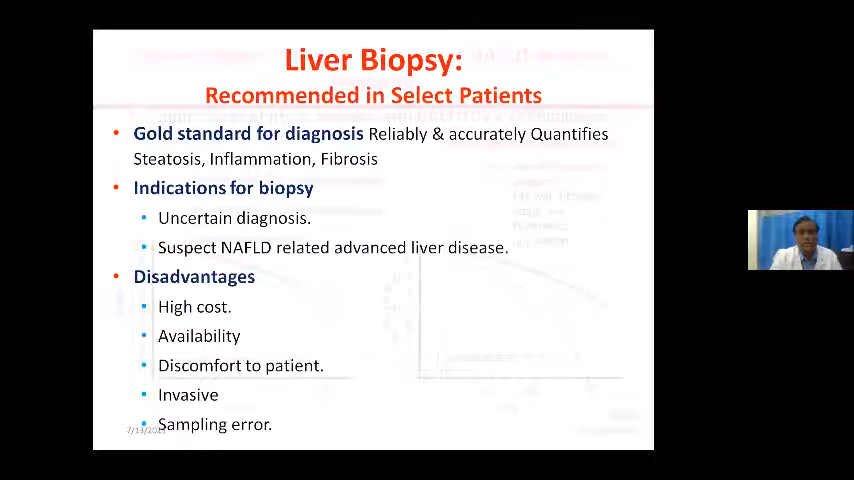 Liver Biopsy:
Recommended in Select Patients
• Gold standard for diagnosis Reliably & accurately Quantifies
Steatosis, Inflammation, Fibrosis
• Indications for biopsy
• Uncertain diagnosis.
• Suspect NAFLD related advanced liver disease.
• Disadvantages
• High cost.
• Availability
• Discomfort to patient.
• Invasive
• Sampling error.